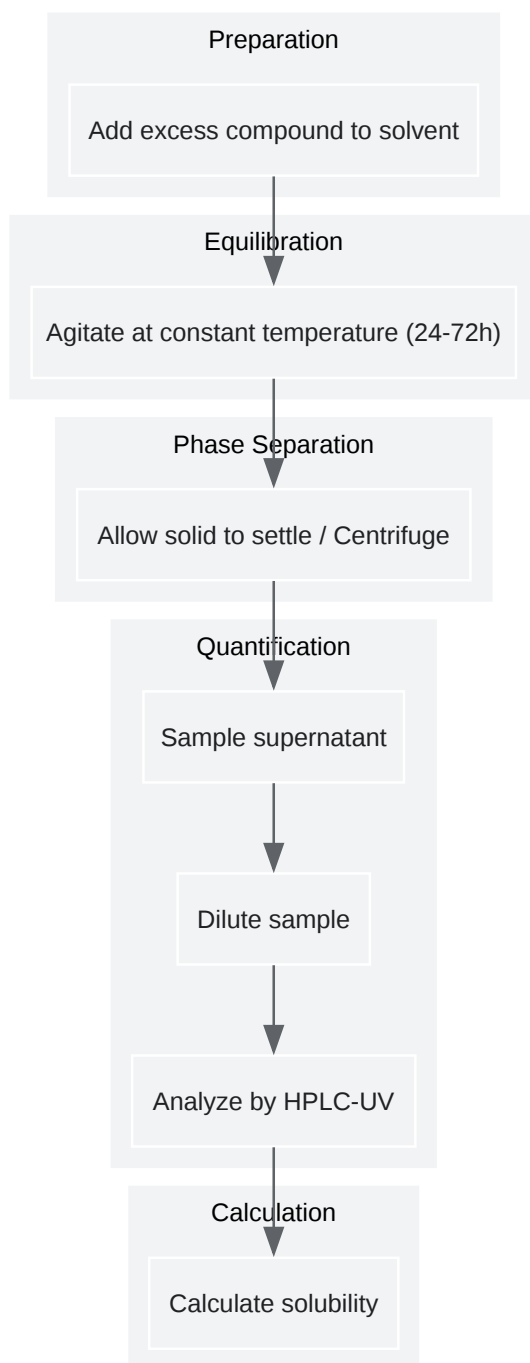 Preparation
Add excess compound to solvent
Equilibration
Agitate at constant temperature (24-72h)
Phase Separation
Allow solid to settle / Centrifuge
Quantification
Sample supernatant
Dilute sample
Analyze by HPLC-UV
Calculation
Calculate solubility